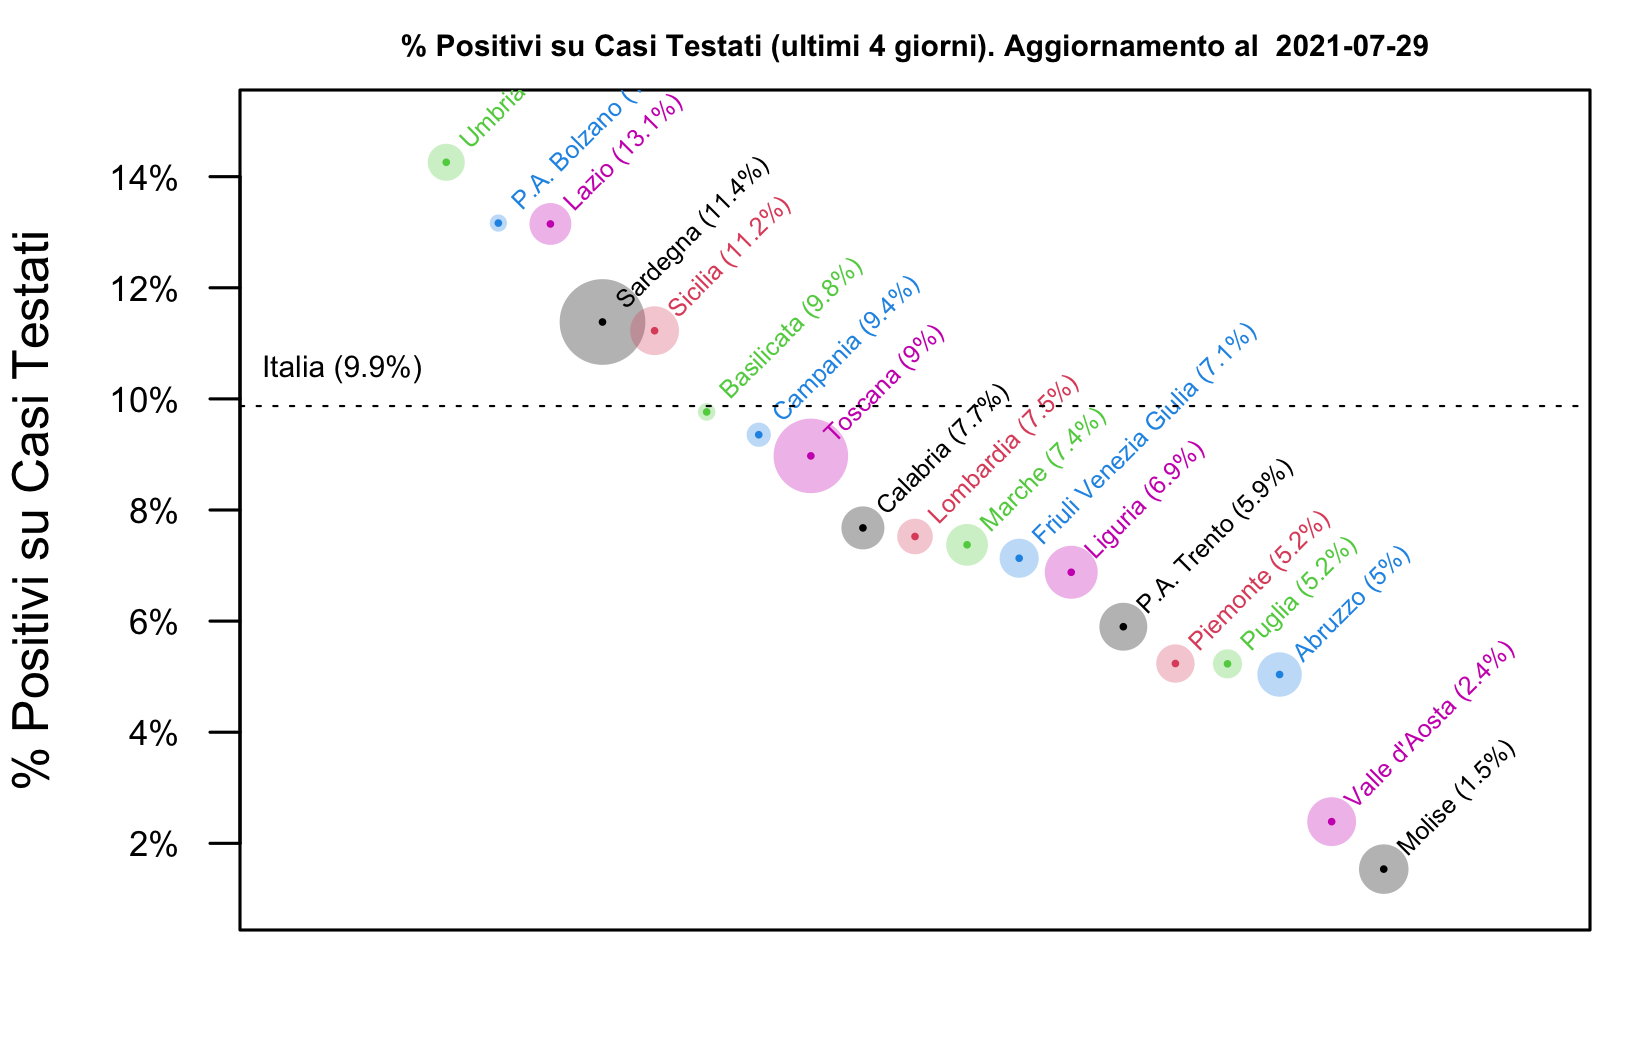 % Positivi su Casi Testati (ultimi 4 giorni). Aggiornamento al 2021-07-29
% Positivi su Casi Testati
14%
12%
10%
8%
6%
4%
2%
Italia (9.9%)
Umbria
P.A. Bolzano (
Lazio (13.1%)
Sardegna (11.4%)
Sicilia (11.2%)
Basilicata (9.8%)
Campania (9.4%)
Toscana (9%)
Calabria (7.7%)
Lombardia (7.5%)
Marche (7.4%)
Friuli Venezia Giulia (7.1%)
Liguria (6.9%)
P.A. Trento (5.9%)
Piemonte (5.2%)
Puglia (5.2%)
Abruzzo (5%)
Valle d'Aosta (2.4%)
Molise (1.5%)